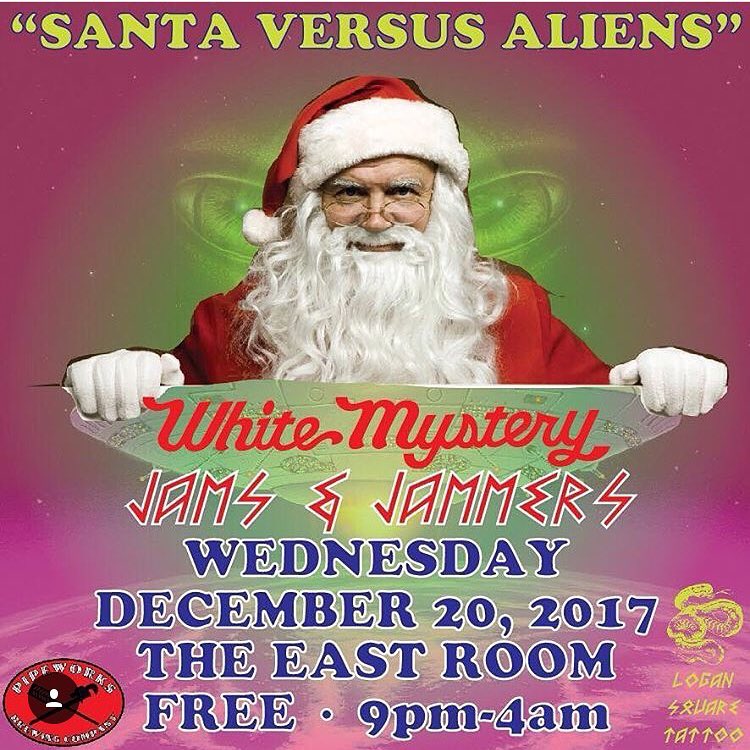 “SANTA VERSUS ALIENS”
White Mystery
JAMS & JAMMERS
WEDNESDAY
DECEMBER 20, 2017
THE EAST ROOM
FREE · 9pm-4am
PIPEWORKS
BREWING COMPANY
LOGAN
SQUARE
TATTOO